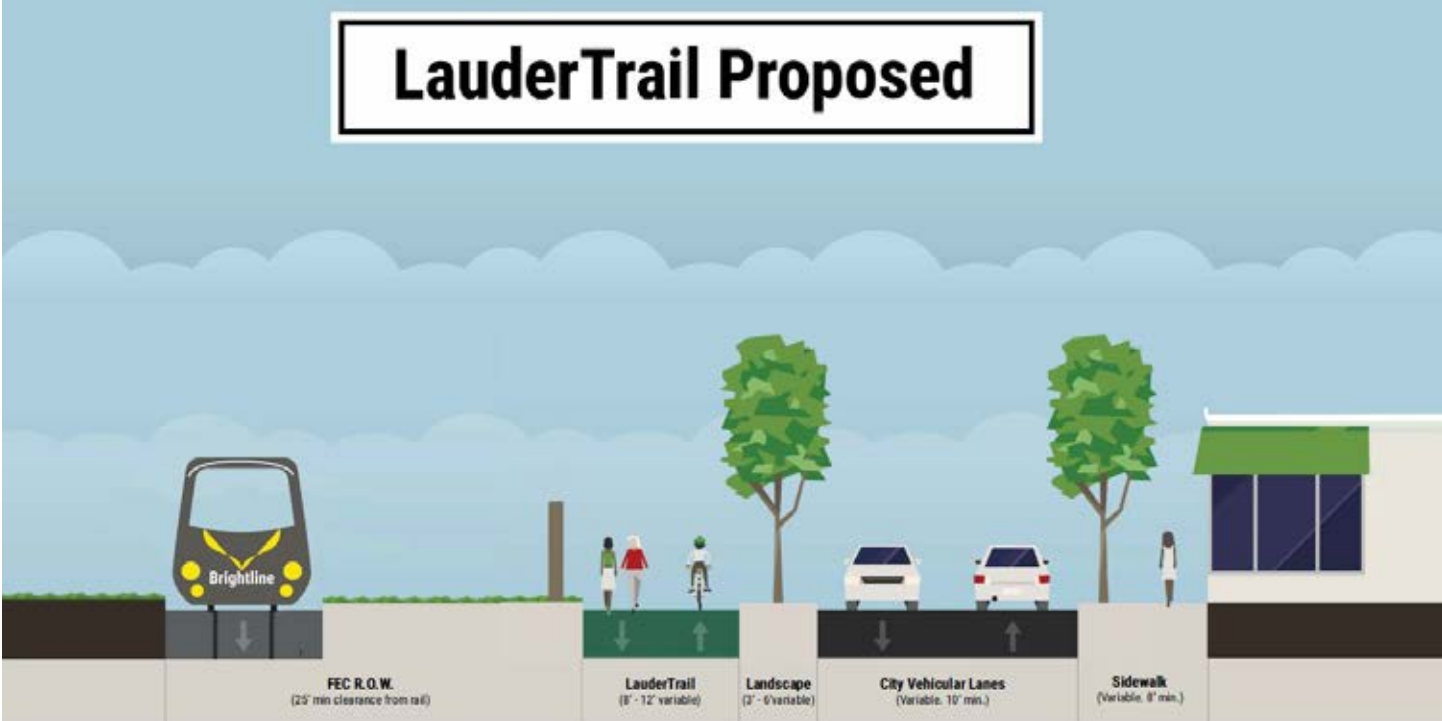 LauderTrail Proposed
Brightline
FEC R.O.W.
(25' min clearance from rail)
LauderTrail
(8' - 12' variable)
Landscape
(3' - 6'variable)
City Vehicular Lanes
(Variable. 10' min.)
Sidewalk
(Variable. 8' min.)